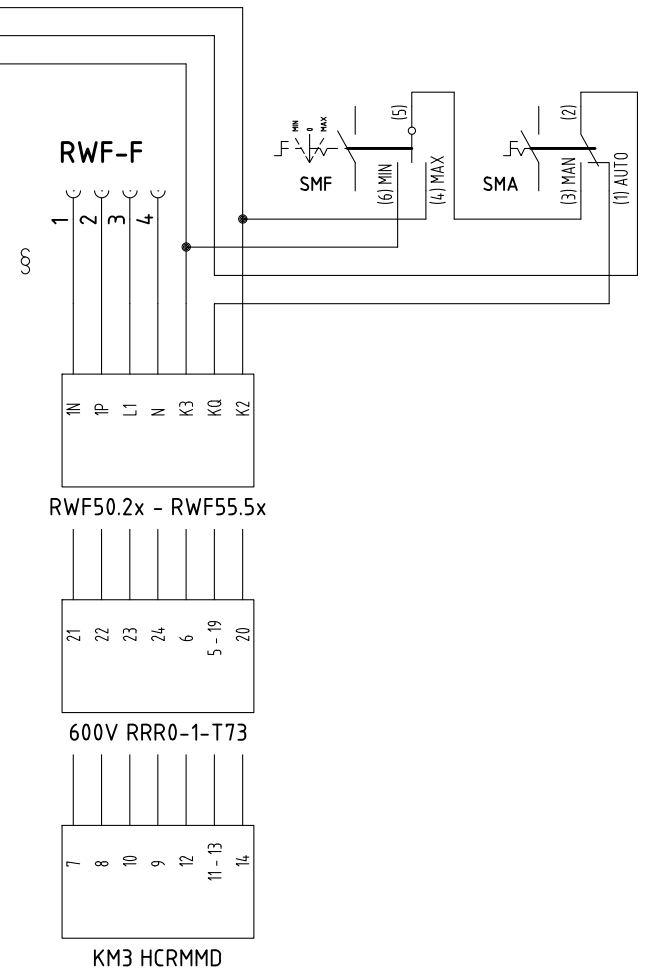 MIN
0
MAX
(5)
(2)
RWF-F
SMF
(6) MIN
(4) MAX
SMA
(3) MAN
(1) AUTO
1
2
3
4
§
1N
1P
L1
N
K3
KQ
K2
RWF50.2x - RWF55.5x
21
22
23
24
6
5 - 19
20
600V RRR0-1-T73
7
8
10
9
12
11 - 13
14
KM3 HCRMMD